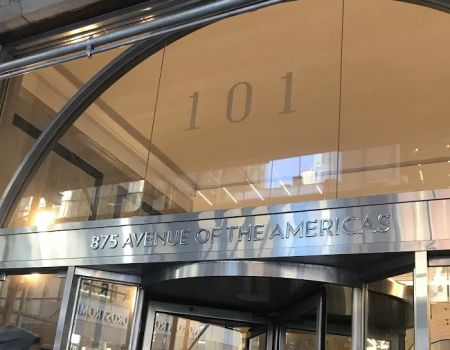 101
875 AVENUE OF THE AMERICAS